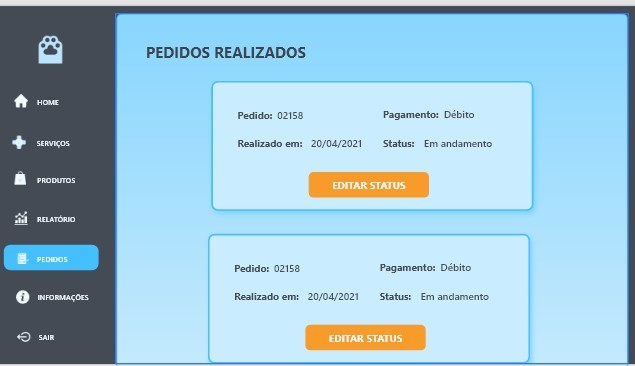 PEDIDOS REALIZADOS
HOME
SERVIÇOS
PRODUTOS
RELATÓRIO
PEDIDOS
INFORMAÇÕES
SAIR
Pedido: 02158 Pagamento: Débito
Realizado em: 20/04/2021 Status: Em andamento
EDITAR STATUS
Pedido: 02158 Pagamento: Débito
Realizado em: 20/04/2021 Status: Em andamento
EDITAR STATUS